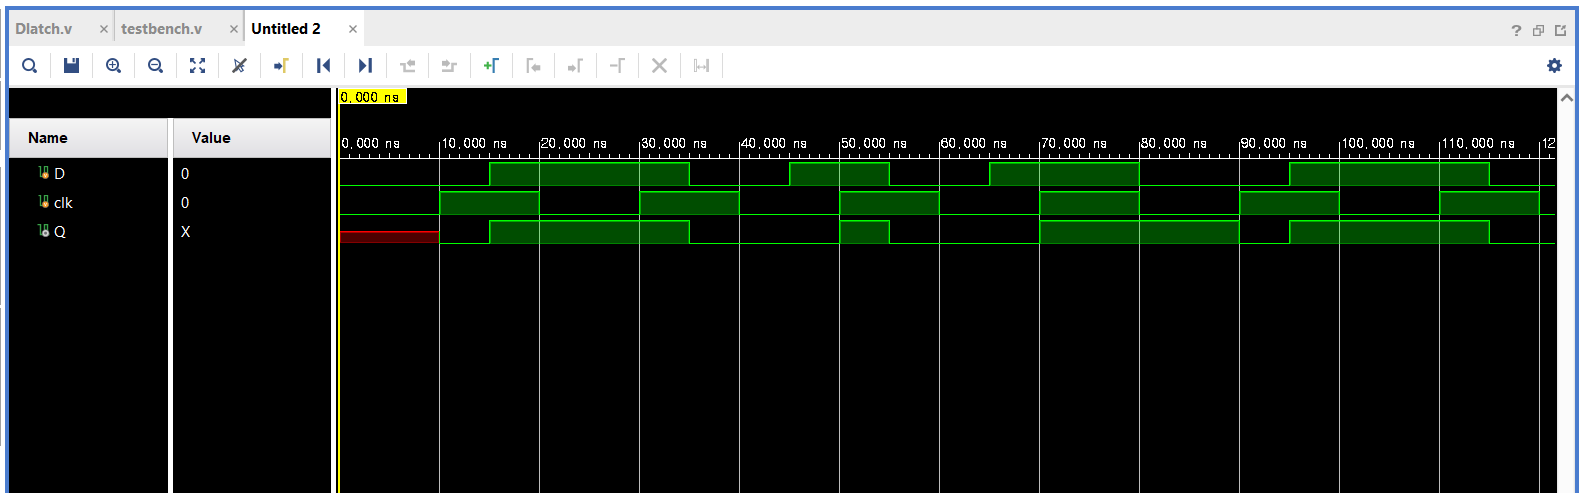 Dlatch.v × testbench.v × Untitled 2 ×
?
0,000 ns
Name Value
0,000 ns 10,000 ns 20,000 ns 30,000 ns 40,000 ns 50,000 ns 60,000 ns 70,000 ns 80,000 ns 90,000 ns 100,000 ns 110,000 ns 12
D 0
clk 0
Q X